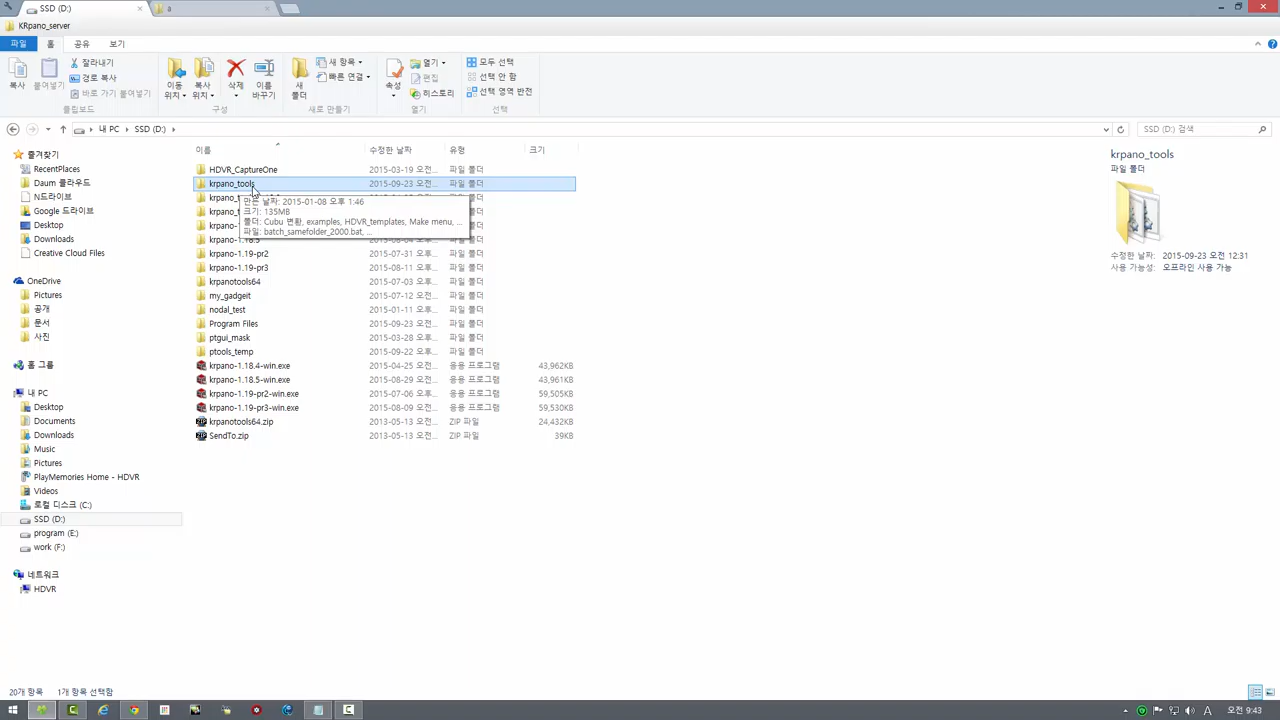 SSD (D:)
a
KRpano_server
파일 홈 공유 보기
복사
붙여넣기
잘라내기
경로 복사
바로 가기 붙여넣기
클립보드
이동 위치
복사 위치
삭제
이름 바꾸기
구성
새 폴더
새 항목
빠른 연결
새로 만들기
속성
열기
편집
히스토리
열기
모두 선택
선택 안 함
선택 영역 반전
선택
내 PC SSD (D:)
SSD (D:) 검색
이름 수정한 날짜 유형 크기
즐겨찾기
RecentPlaces
Daum 클라우드
N드라이브
Google 드라이브
Desktop
Downloads
Creative Cloud Files
OneDrive
Pictures
공개
문서
사진
홈 그룹
내 PC
Desktop
Documents
Downloads
Music
Pictures
PlayMemories Home - HDVR
Videos
로컬 디스크 (C:)
SSD (D:)
program (E:)
work (F:)
네트워크
HDVR
HDVR_CaptureOne 2015-03-19 오전... 파일 폴더
krpano_tools 2015-09-23 오전... 파일 폴더
만든 날짜: 2015-01-08 오후 1:46
크기: 135MB
폴더: Cubu 변환, examples, HDVR_templates, Make menu, ...
파일: batch_samefolder_2000.bat, ...
krpano-1.18.5 파일 폴더
krpano-1.19-pr2 2015-07-31 오전... 파일 폴더
krpano-1.19-pr3 2015-08-11 오전... 파일 폴더
krpanotools64 2015-07-03 오전... 파일 폴더
my_gadgeit 2015-07-12 오전... 파일 폴더
nodal_test 2015-01-11 오후... 파일 폴더
Program Files 2015-09-23 오전... 파일 폴더
ptgui_mask 2015-03-28 오전... 파일 폴더
ptools_temp 2015-09-22 오전... 파일 폴더
krpano-1.18.4-win.exe 2015-04-25 오전... 응용 프로그램 43,962KB
krpano-1.18.5-win.exe 2015-08-29 오전... 응용 프로그램 43,961KB
krpano-1.19-pr2-win.exe 2015-07-06 오후... 응용 프로그램 59,505KB
krpano-1.19-pr3-win.exe 2015-08-09 오전... 응용 프로그램 59,530KB
krpanotools64.zip 2013-05-13 오전... ZIP 파일 24,432KB
SendTo.zip 2013-05-13 오전... ZIP 파일 39KB
krpano_tools
파일 폴더
수정한 날짜: 2015-09-23 오전 12:31
사용 가능성: 오프라인 사용 가능
20개 항목 1개 항목 선택함
A 오전 9:43